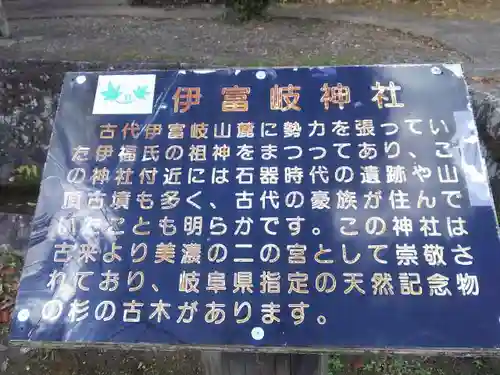 伊富岐神社
古代伊富岐山麓に勢力を張ってい
た伊福氏の祖神をまつってあり、こ
の神社付近には石器時代の遺跡や山
頂古墳も多く、古代の豪族が住んで
いたことも明らかです。この神社は
古来より美濃の二の宮として崇敬さ
れており、岐阜県指定の天然記念物
の杉の古木があります。